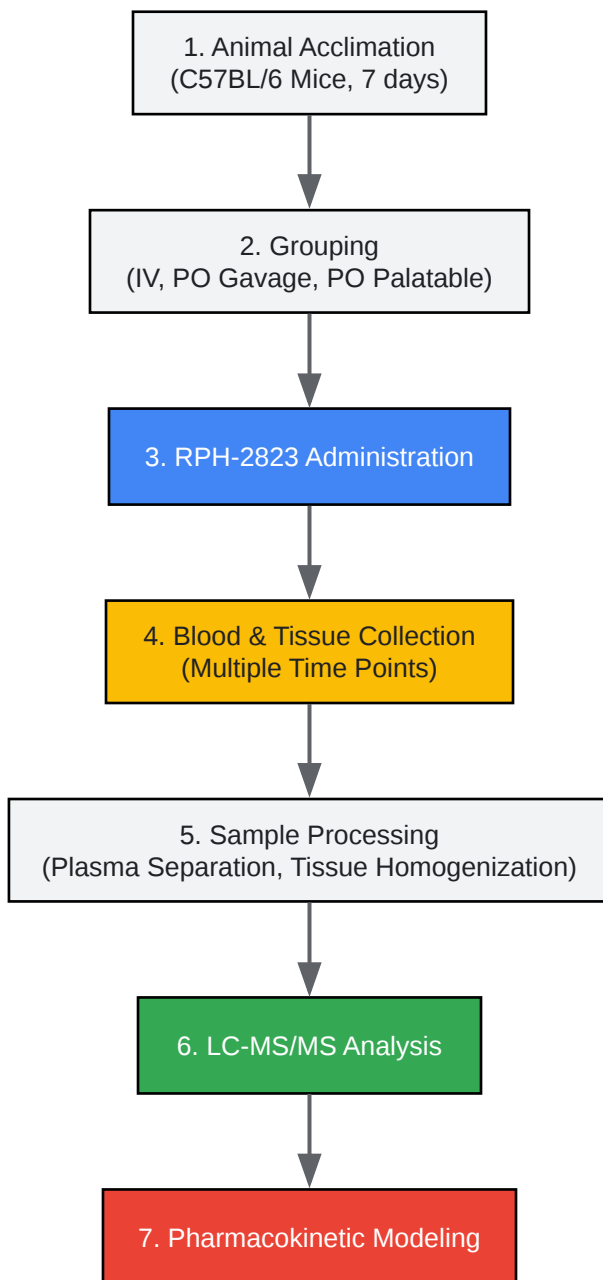 1. Animal Acclimation
(C57BL/6 Mice, 7 days)
2. Grouping
(IV, PO Gavage, PO Palatable)
3. RPH-2823 Administration
4. Blood & Tissue Collection
(Multiple Time Points)
5. Sample Processing
(Plasma Separation, Tissue Homogenization)
6. LC-MS/MS Analysis
7. Pharmacokinetic Modeling